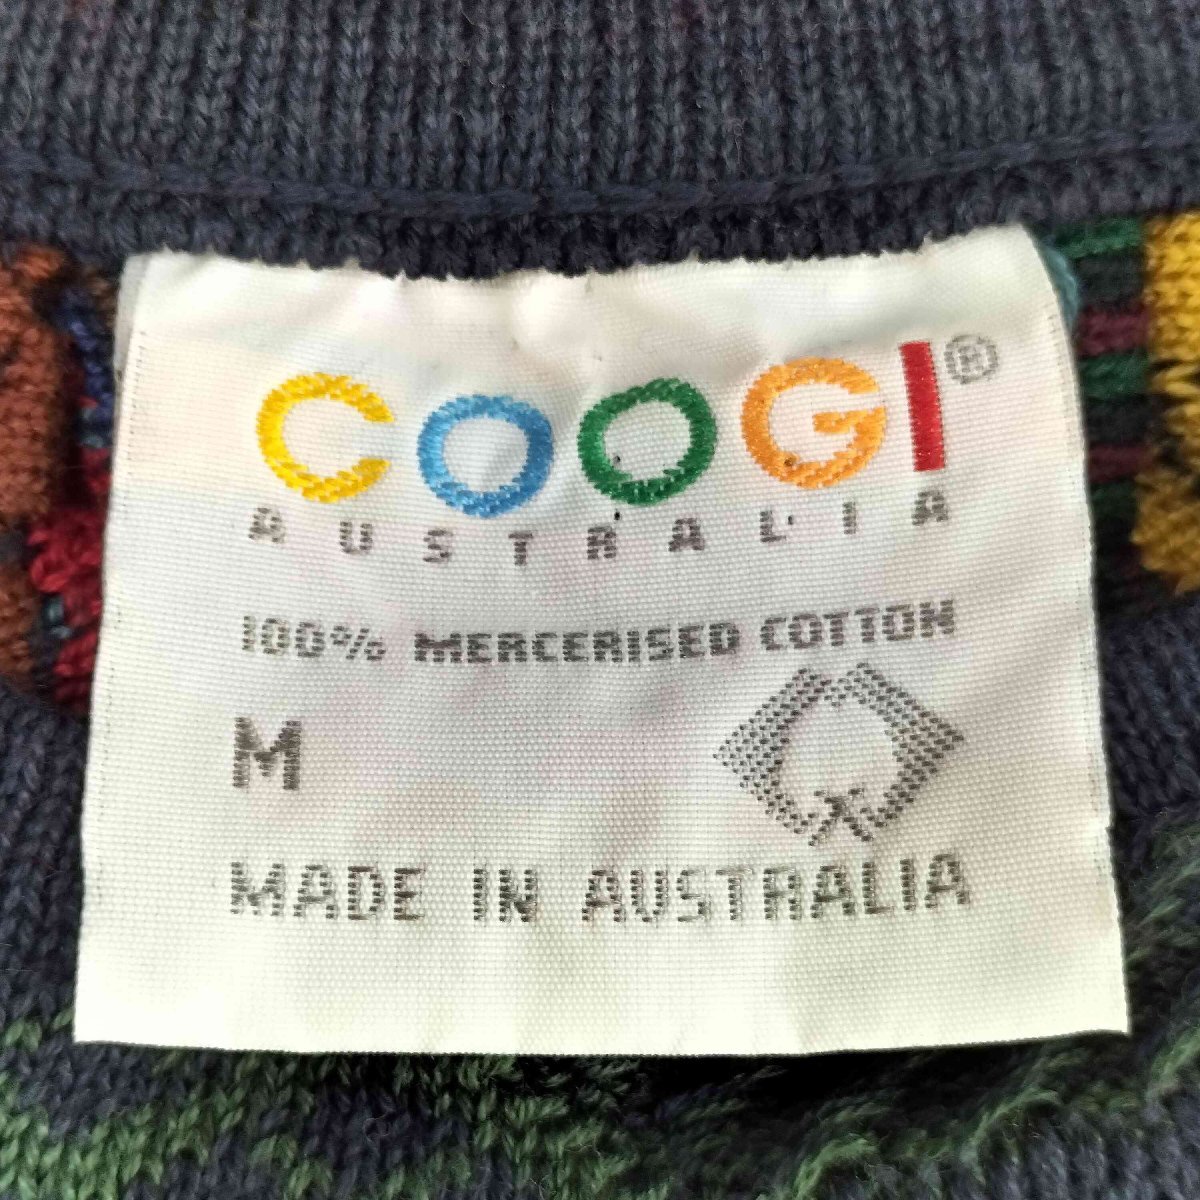 COOGI®
AUSTRALIA
100% MERCERISED COTTON
M
MADE IN AUSTRALIA